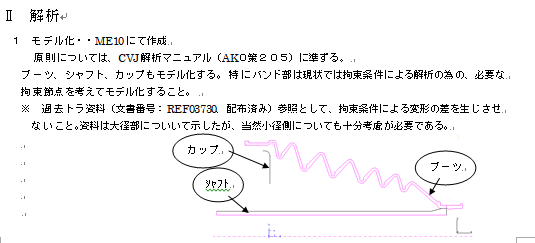 Ⅱ 解析
１ モデル化・・ME10にて作成
原則については、CVJ解析マニュアル（AKO第２０５）に準ずる。
ブーツ、シャフト、カップもモデル化する。特にバンド部は現状では拘束条件による解析の為の、必要な
拘束節点を考えてモデル化すること。
※ 過去トラ資料（文書番号：REF03730 配布済み）参照として、拘束条件による変形の差を生じさせ
ないこと。資料は大径部についいて示したが、当然小径側についても十分考慮が必要である。
カップ
ブーツ
ｼｬﾌﾄ